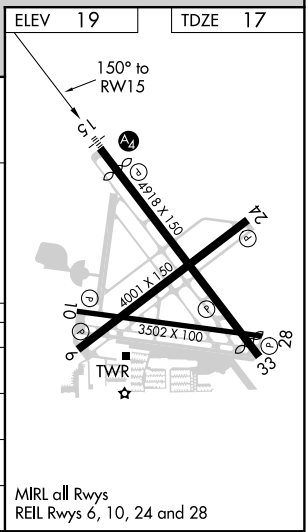 ELEV 19
TDZE 17
150° to
RW15
15
A4
P
4918 X 150
24
P
4001 X 150
P
10
P
3502 X 100
P
P
28
6
33
TWR
MIRL all Rwys
REIL Rwys 6, 10, 24 and 28